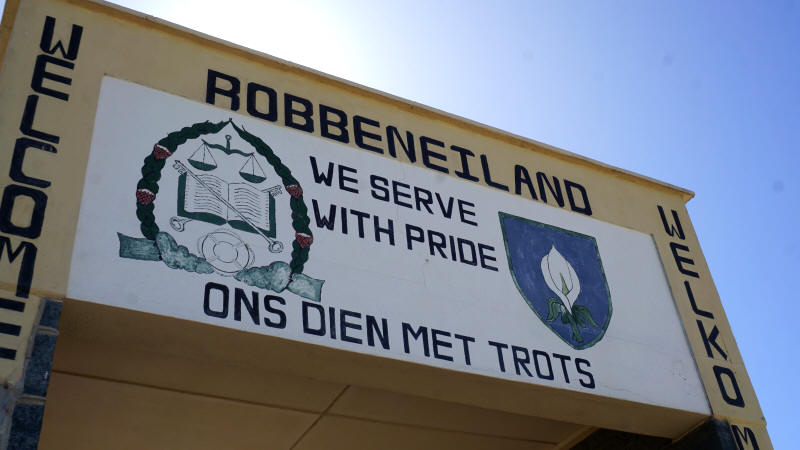 WELCOME
ROBBENEILAND
WE SERVE
WITH PRIDE
ONS DIEN MET TROTS
WELKOM